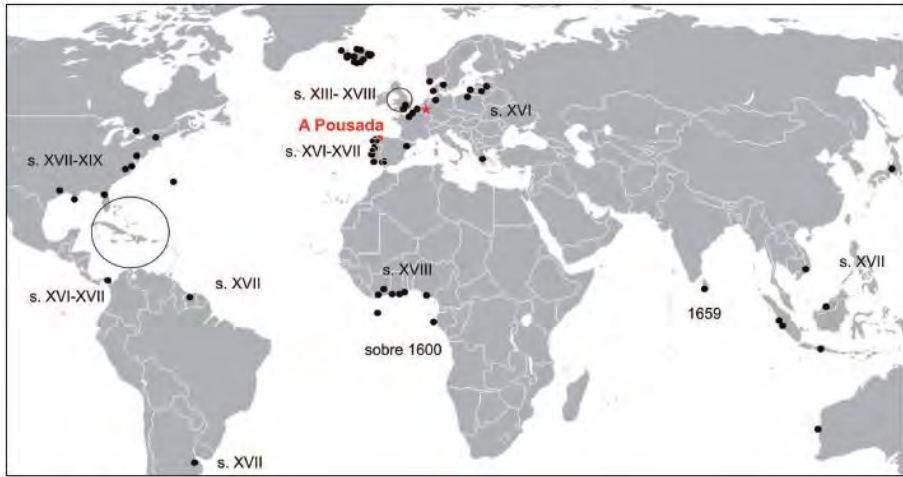 s. XIII- XVIII
s. XVI
A Pousada
s. XVI-XVII
s. XVII-XIX
s. XVIII
s. XVII
s. XVI-XVII
s. XVII
1659
sobre 1600
s. XVII